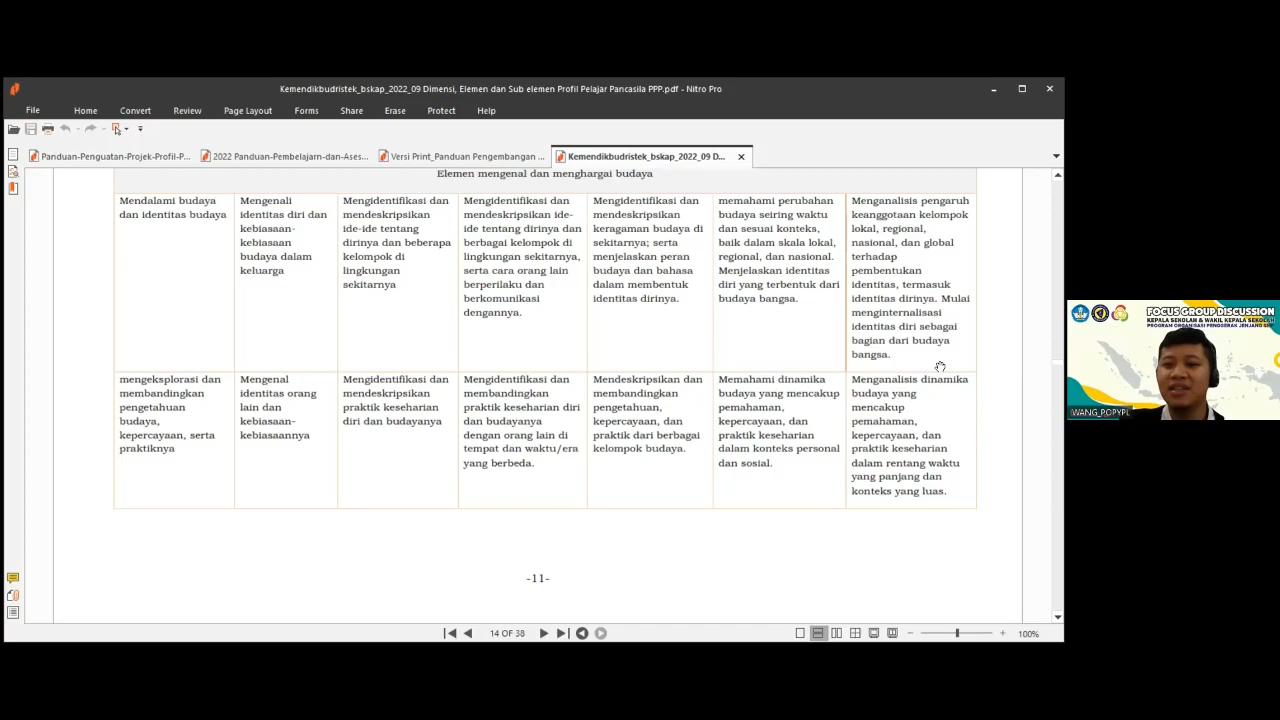 Kemendikbudristek_bskap_2022_09 Dimensi, Elemen dan Sub elemen Profil Pelajar Pancasila PPP.pdf - Nitro Pro
File Home Convert Review Page Layout Forms Share Erase Protect Help
Panduan-Penguatan-Projek-Profil-P...
2022 Panduan-Pembelajarn-dan-Ases...
Versi Print_Panduan Pengembangan ...
Kemendikbudristek_bskap_2022_09 D...
Elemen mengenal dan menghargai budaya
Mendalami budaya
dan identitas budaya
Mengenali
identitas diri dan
kebiasaan-
kebiasaan
budaya dalam
keluarga
Mengidentifikasi dan
mendeskripsikan
ide-ide tentang
dirinya dan beberapa
kelompok di
lingkungan
sekitarnya
Mengidentifikasi dan
mendeskripsikan ide-
ide tentang dirinya dan
berbagai kelompok di
lingkungan sekitarnya,
serta cara orang lain
berperilaku dan
berkomunikasi
dengannya.
Mengidentifikasi dan
mendeskripsikan
keragaman budaya di
sekitarnya; serta
menjelaskan peran
budaya dan bahasa
dalam membentuk
identitas dirinya.
memahami perubahan
budaya seiring waktu
dan sesuai konteks,
baik dalam skala lokal,
regional, dan nasional.
Menjelaskan identitas
diri yang terbentuk dari
budaya bangsa.
Menganalisis pengaruh
keanggotaan kelompok
lokal, regional,
nasional, dan global
terhadap
pembentukan
identitas, termasuk
identitas dirinya. Mulai
menginternalisasi
identitas diri sebagai
bagian dari budaya
bangsa.
mengeksplorasi dan
membandingkan
pengetahuan
budaya,
kepercayaan, serta
praktiknya
Mengenal
identitas orang
lain dan
kebiasaan-
kebiasaannya
Mengidentifikasi dan
mendeskripsikan
praktik keseharian
diri dan budayanya
Mengidentifikasi dan
membandingkan
praktik keseharian diri
dan budayanya
dengan orang lain di
tempat dan waktu/era
yang berbeda.
Mendeskripsikan dan
membandingkan
pengetahuan,
kepercayaan, dan
praktik dari berbagai
kelompok budaya.
Memahami dinamika
budaya yang mencakup
pemahaman,
kepercayaan, dan
praktik keseharian
dalam konteks personal
dan sosial.
Menganalisis dinamika
budaya yang
mencakup
pemahaman,
kepercayaan, dan
praktik keseharian
dalam rentang waktu
yang panjang dan
konteks yang luas.
-11-
14 OF 38
100%
FOCUS GROUP DISCUSSION
KEPALA SEKOLAH & WAKIL KEPALA SEKOLAH
PROGRAM ORGANISASI PENGGERAK JENJANG SMP
IWANG_POPYPL